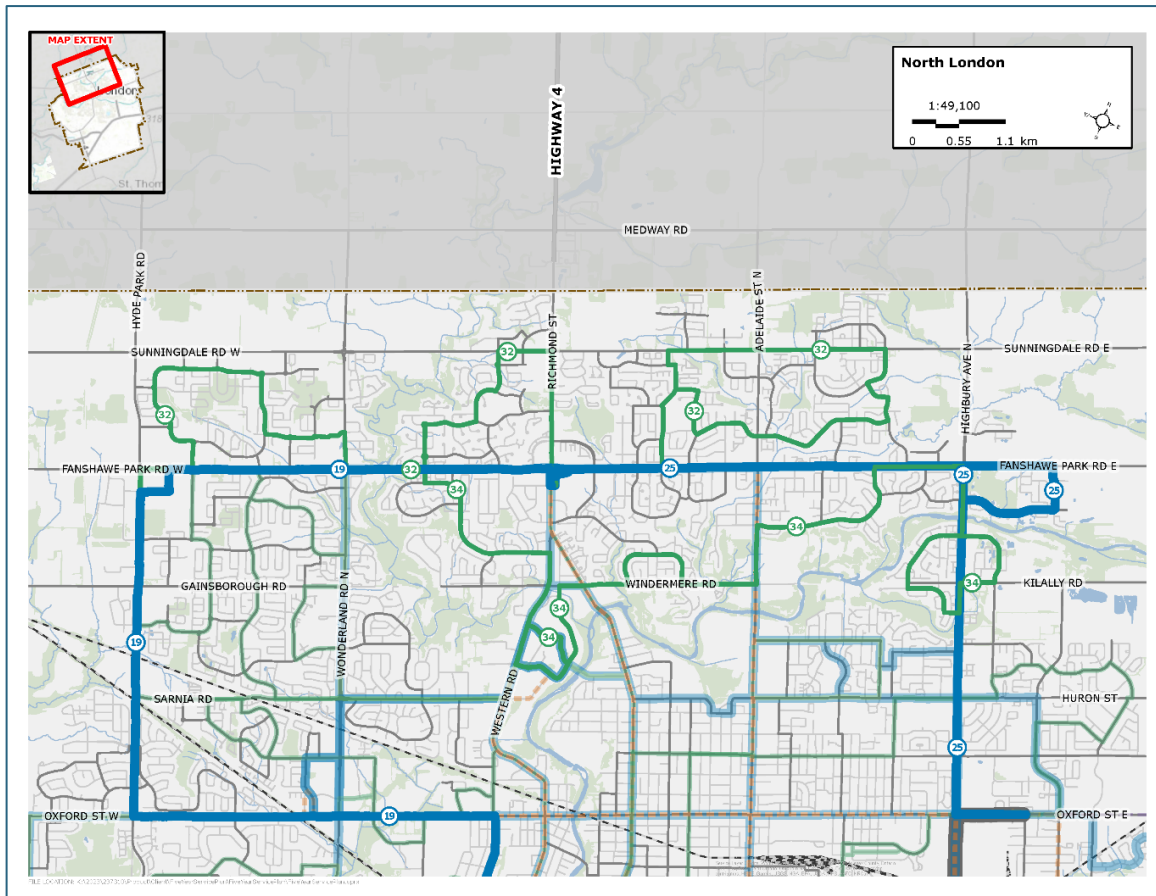 MAP EXTENT
London
St. Thom
North London
1:49,100
0 0.55 1.1 km
HIGHWAY 4
MEDWAY RD
HYDE PARK RD
RICHMOND ST
ADELAIDE ST N
HIGHBURY AVE N
SUNNINGDALE RD W
32
32
SUNNINGDALE RD E
32
32
FANSHAWE PARK RD W
19
32
25
FANSHAWE PARK RD E
25
25
34
34
GAINSBOROUGH RD
WONDERLAND RD N
WINDERMERE RD
34
KILALLY RD
34
34
19
SARNIA RD
WESTERN RD
HURON ST
25
OXFORD ST W
19
OXFORD ST E